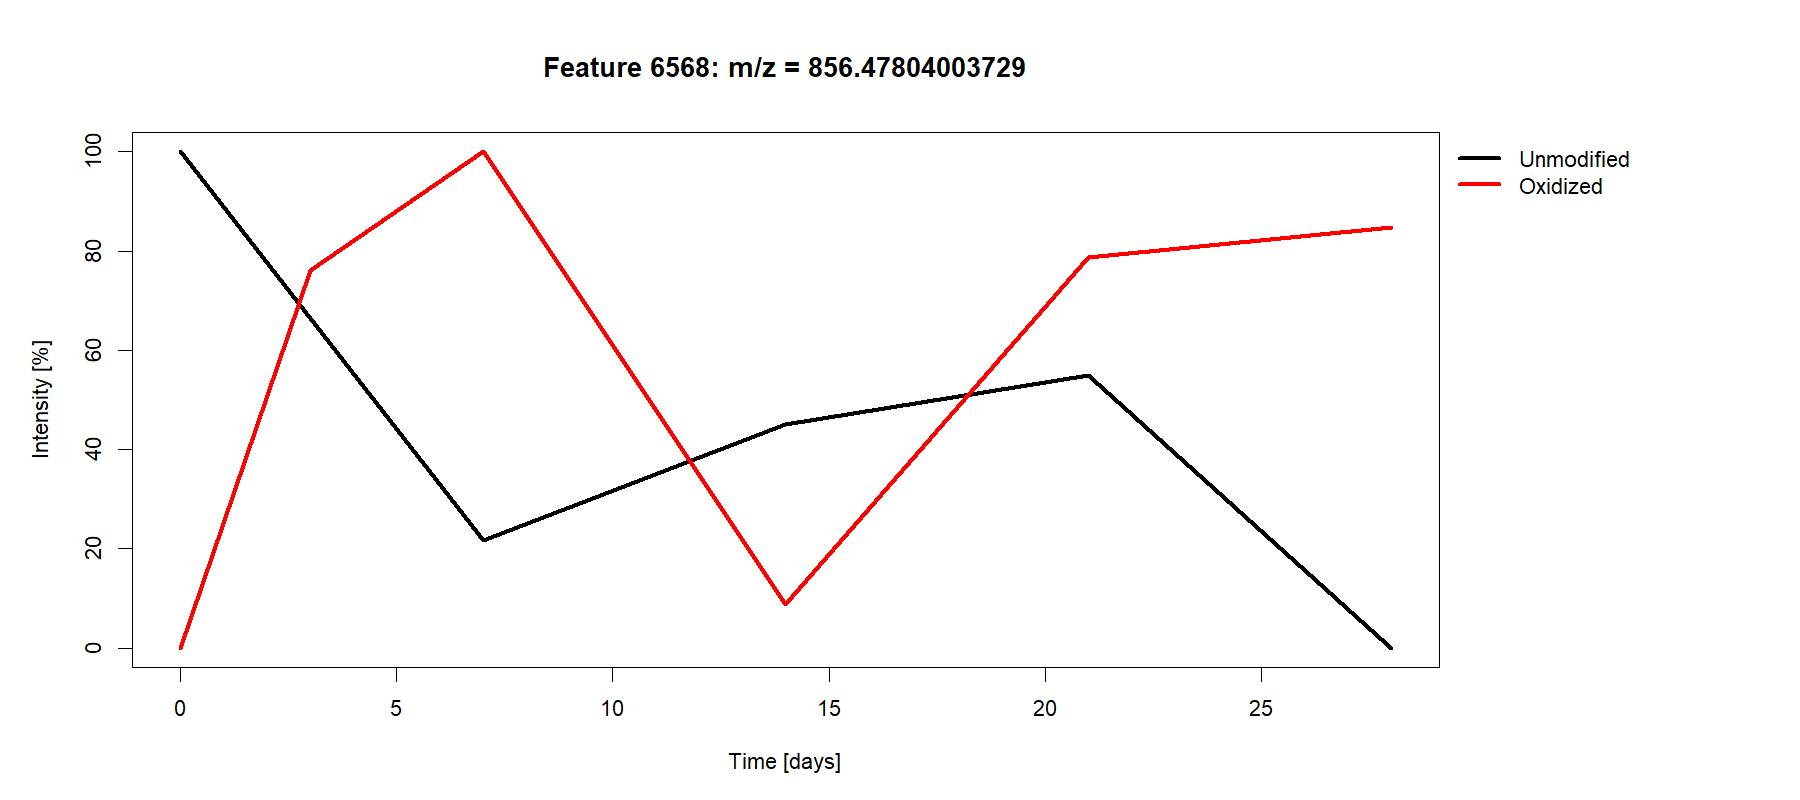 Feature 6568: m/z = 856.47804003729
Unmodified
Oxidized
Intensity [%]
100
80
60
40
20
0
0 5 10 15 20 25
Time [days]